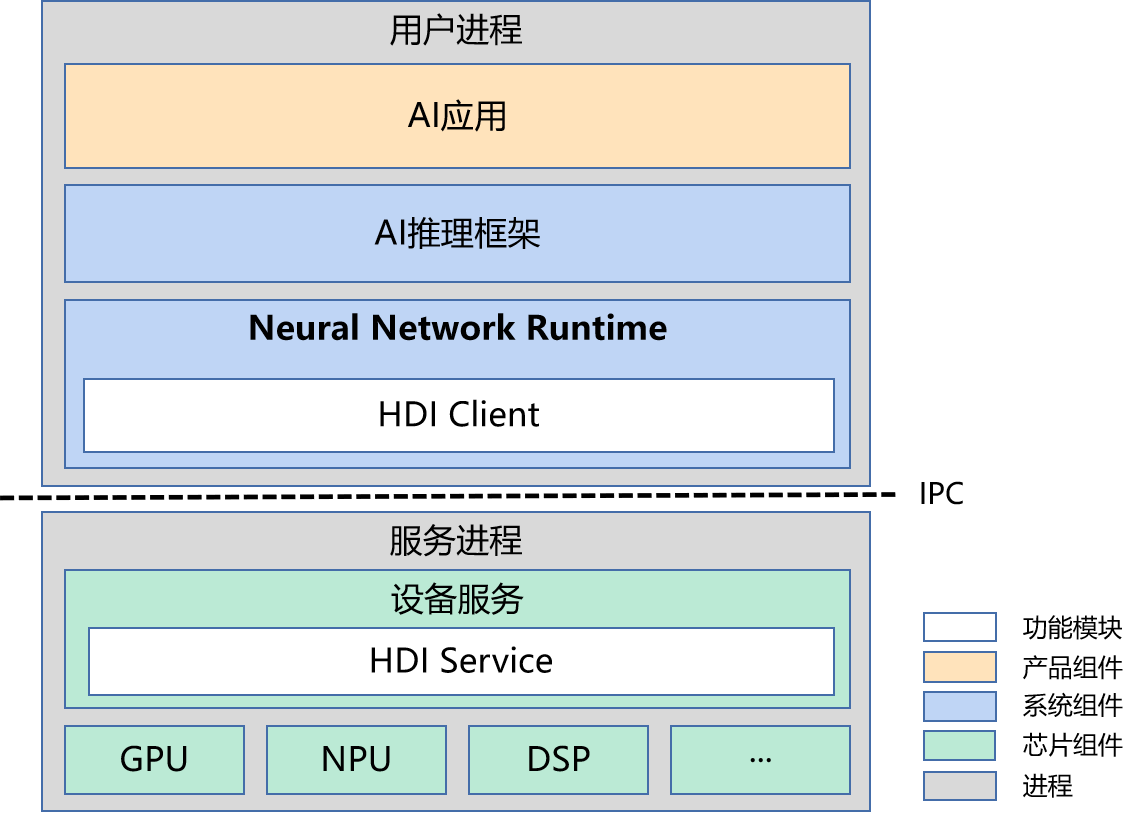 用户进程
AI应用
AI推理框架
Neural Network Runtime
HDI Client
IPC
服务进程
设备服务
HDI Service
GPU
NPU
DSP
...
功能模块
产品组件
系统组件
芯片组件
进程